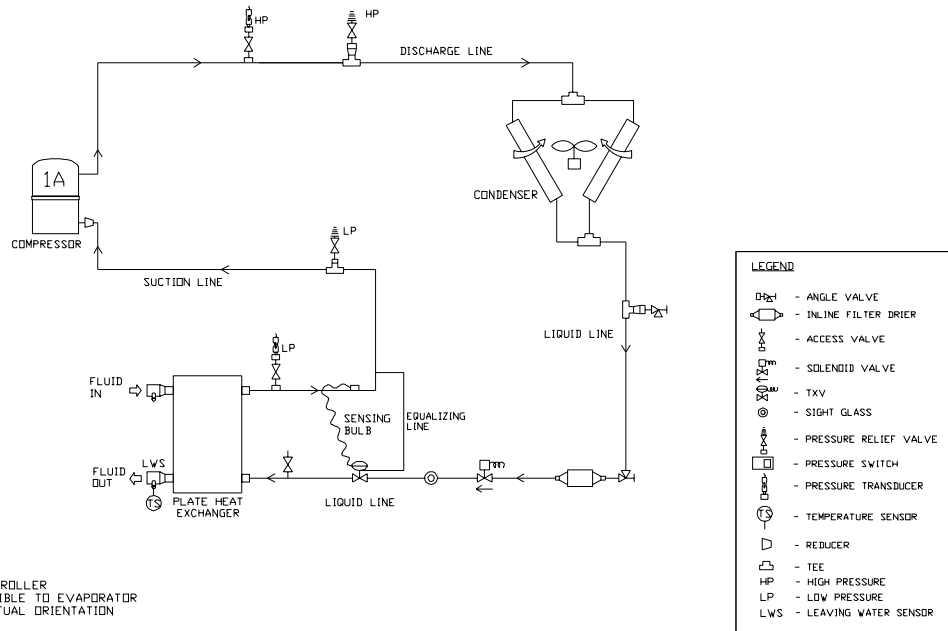 HP
HP
DISCHARGE LINE
1A
CONDENSER
COMPRESSOR
LP
SUCTION LINE
LIQUID LINE
LP
FLUID
IN
SENSING
BULB
EQUALIZING
LINE
LWS
FLUID
OUT
TS
PLATE HEAT
EXCHANGER
LIQUID LINE
ROLLER
IBLE TO EVAPORATOR
TUAL ORIENTATION
LEGEND
- ANGLE VALVE
- INLINE FILTER DRIER
- ACCESS VALVE
- SOLENOID VALVE
- TXV
- SIGHT GLASS
- PRESSURE RELIEF VALVE
- PRESSURE SWITCH
- PRESSURE TRANSDUCER
TS - TEMPERATURE SENSOR
- REDUCER
- TEE
HP - HIGH PRESSURE
LP - LOW PRESSURE
LWS - LEAVING WATER SENSOR